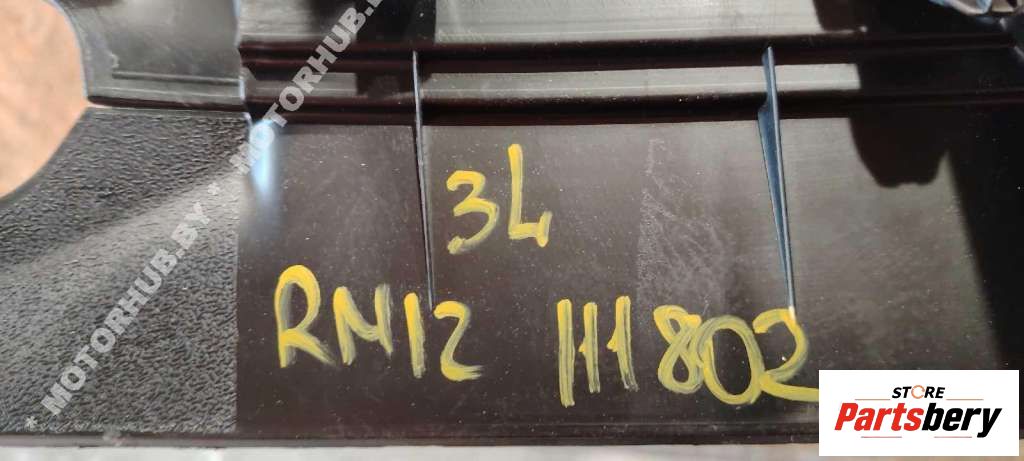 * MOTORHUB.BY * MOTORHUB.BY
3L
RM12 111802
STORE
Partsbery